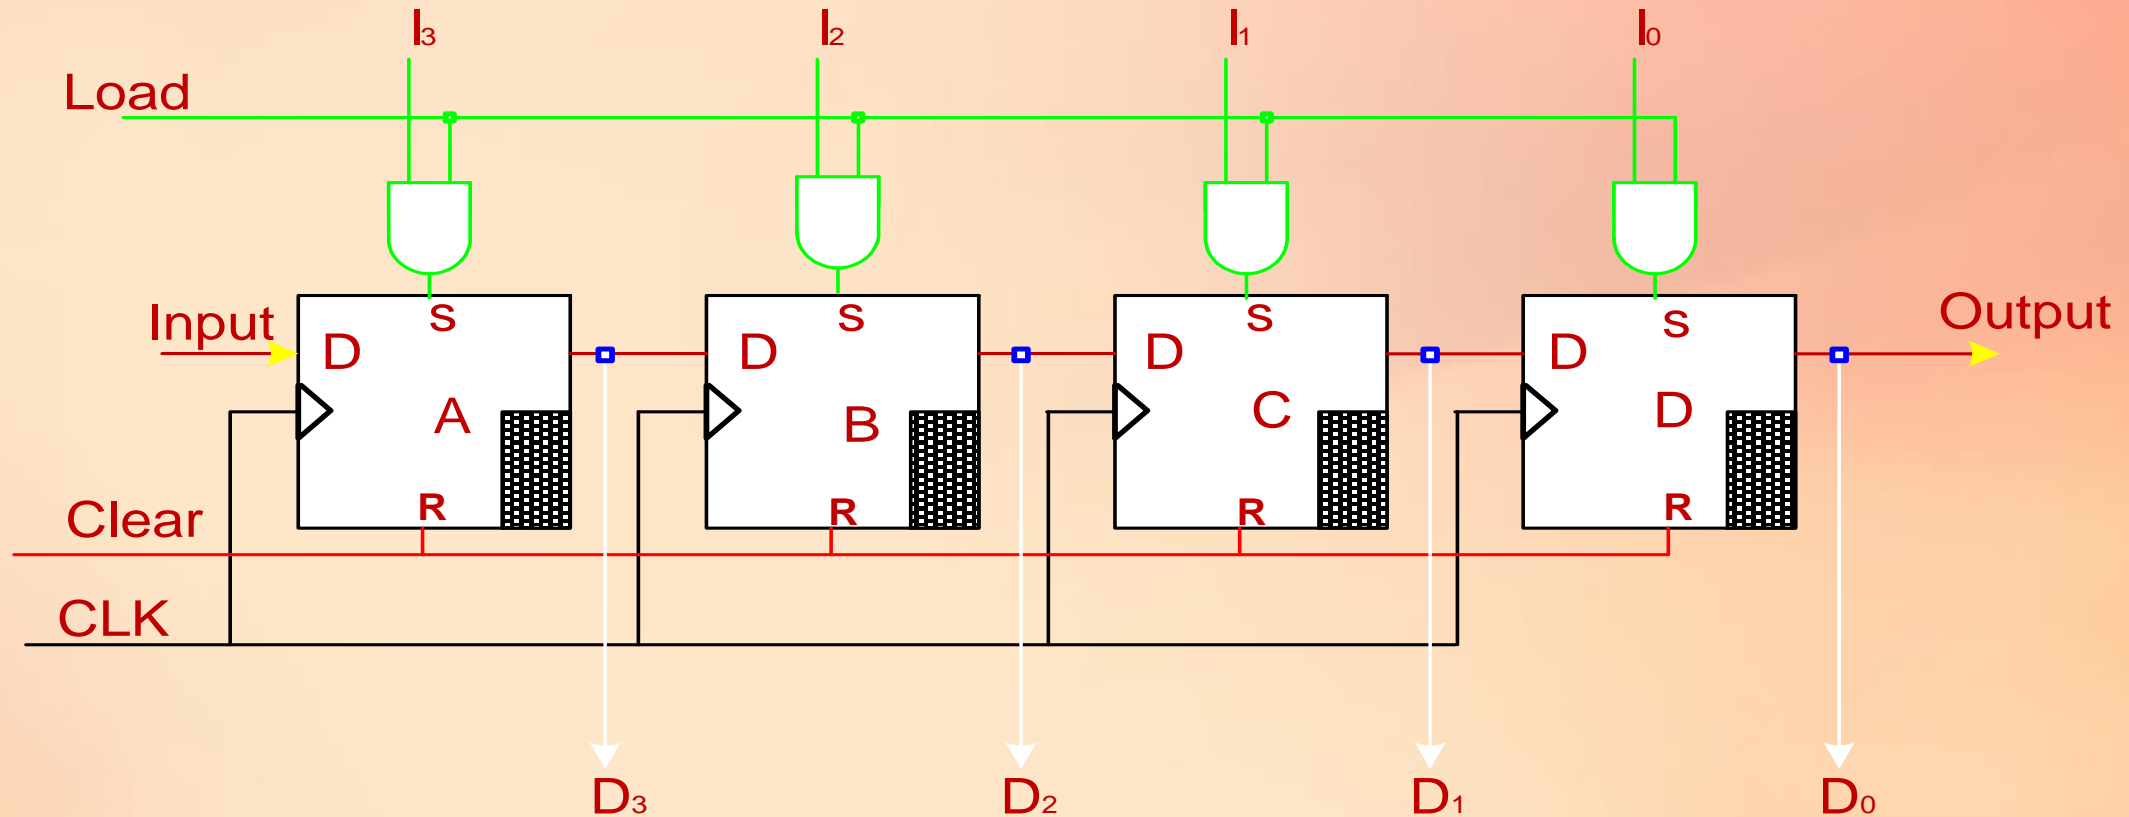 I₃ I₂ I₁ I₀
Load
S S S S
Input D D D D Output
A B C D
R R R R
Clear
CLK
D₃ D₂ D₁ D₀